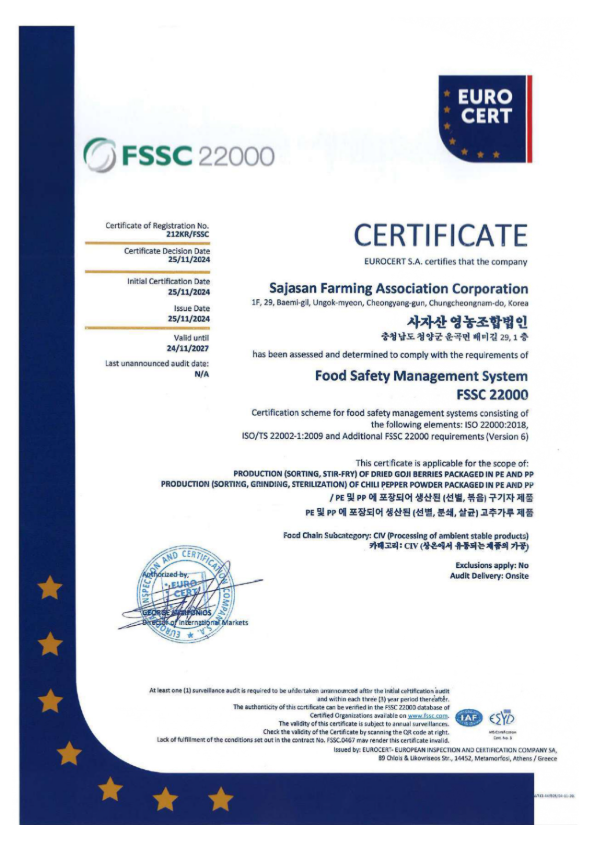 EURO
CERT
FSSC 22000
Certificate of Registration No.
212KR/FSSC
Certificate Decision Date
25/11/2024
Initial Certification Date
25/11/2024
Issue Date
25/11/2024
Valid until
24/11/2027
Last unannounced audit date:
N/A
CERTIFICATE
EUROCERT S.A. certifies that the company
Sajasan Farming Association Corporation
1F, 29, Baemi-gil, Ungok-myeon, Cheongyang-gun, Chungcheongnam-do, Korea
사자산 영농조합법인
충청남도 청양군 운곡면 배미길 29, 1 층
has been assessed and determined to comply with the requirements of
Food Safety Management System
FSSC 22000
Certification scheme for food safety management systems consisting of
the following elements: ISO 22000:2018,
ISO/TS 22002-1:2009 and Additional FSSC 22000 requirements (Version 6)
This certificate is applicable for the scope of:
PRODUCTION (SORTING, STIR-FRY) OF DRIED GOJI BERRIES PACKAGED IN PE AND PP
PRODUCTION (SORTING, GRINDING, STERILIZATION) OF CHILI PEPPER POWDER PACKAGED IN PE AND PP
/ PE 및 PP 에 포장되어 생산된 (선별, 볶음) 구기자 제품
PE 및 PP 에 포장되어 생산된 (선별, 분쇄, 살균) 고추가루 제품
Food Chain Subcategory: CIV (Processing of ambient stable products)
카테고리: CIV (상온에서 유통되는 제품의 가공)
Exclusions apply: No
Audit Delivery: Onsite
Authorized by,
EURO
CERT
Director of International Markets
At least one (1) surveillance audit is required to be undertaken unannounced after the initial certification audit
and within each three (3) year period thereafter.
The authenticity of this certificate can be verified in the FSSC 22000 database of
Certified Organizations available on www.fssc.com.
The validity of this certificate is subject to annual surveillances.
Check the validity of the Certificate by scanning the QR code at right.
Lack of fulfillment of the conditions set out in the contract No. FSSC.0467 may render this certificate invalid.
IAF
ΕΣΥΔ
Issued by: EUROCERT- EUROPEAN INSPECTION AND CERTIFICATION COMPANY SA,
89 Chlois & Likovriseos Str., 14452, Metamorfosi, Athens / Greece